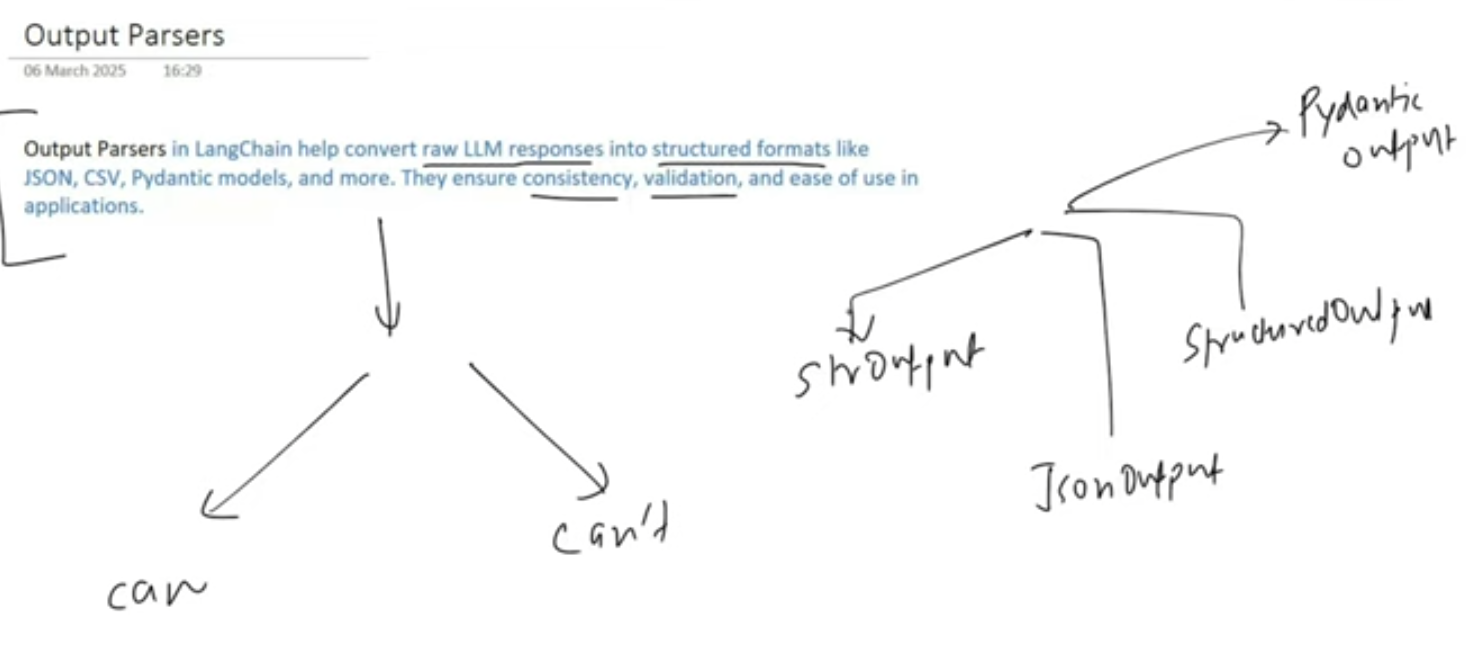 Output Parsers
06 March 2025 16:29
Output Parsers in LangChain help convert raw LLM responses into structured formats like
JSON, CSV, Pydantic models, and more. They ensure consistency, validation, and ease of use in
applications.
Pydantic
output
StrOutput
StructuredOutput
JsonOutput
can
can't